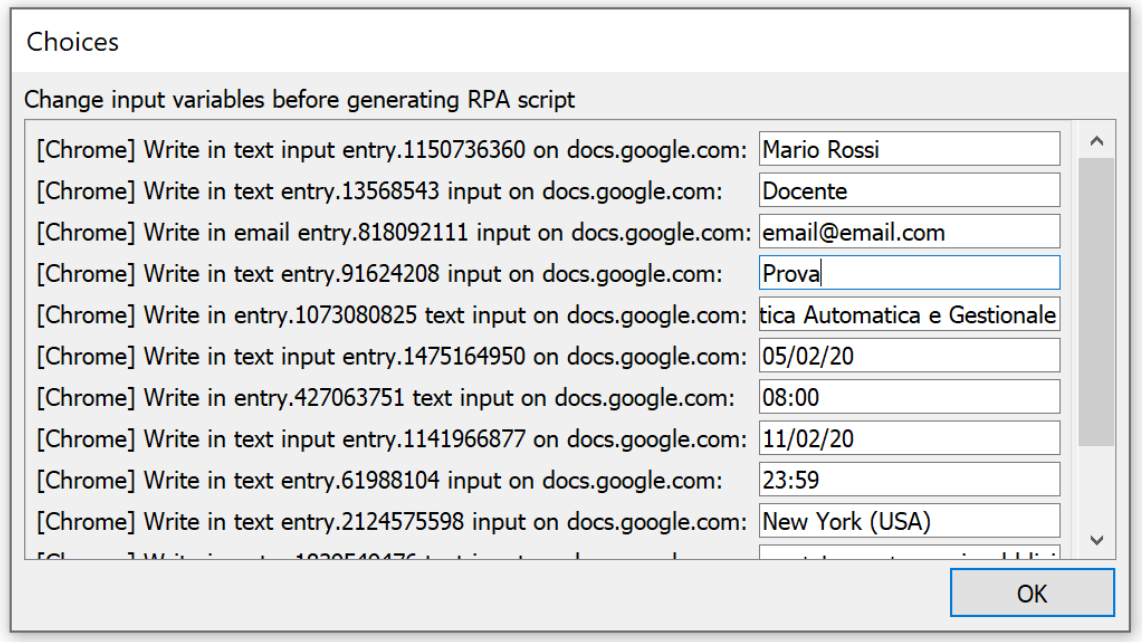 Choices
Change input variables before generating RPA script
[Chrome] Write in text input entry.1150736360 on docs.google.com: Mario Rossi
[Chrome] Write in text entry.13568543 input on docs.google.com: Docente
[Chrome] Write in email entry.818092111 input on docs.google.com: email@email.com
[Chrome] Write in text entry.91624208 input on docs.google.com: Prova
[Chrome] Write in entry.1073080825 text input on docs.google.com: tica Automatica e Gestionale
[Chrome] Write in text input entry.1475164950 on docs.google.com: 05/02/20
[Chrome] Write in entry.427063751 text input on docs.google.com: 08:00
[Chrome] Write in text input entry.1141966877 on docs.google.com: 11/02/20
[Chrome] Write in text entry.61988104 input on docs.google.com: 23:59
[Chrome] Write in text entry.2124575598 input on docs.google.com: New York (USA)
OK